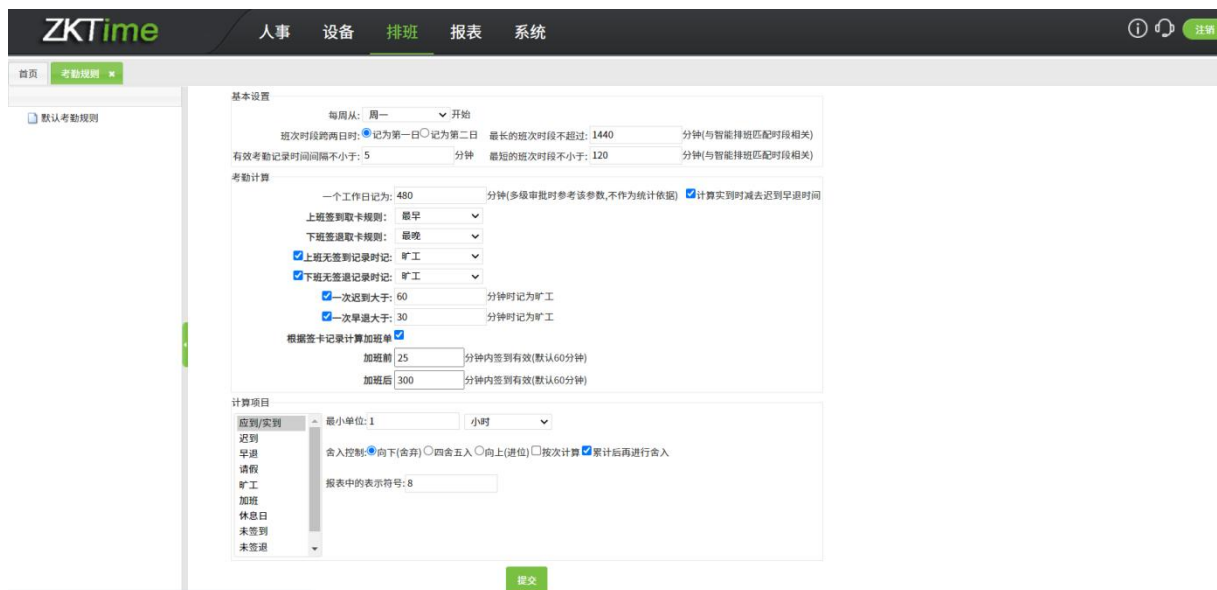 ZKTime 人事 设备 排班 报表 系统 注销
首页 考勤规则 ×
默认考勤规则
基本设置
每周从: 周一 开始
班次时段跨两日时: 记为第一日 记为第二日 最长的班次时段不超过: 1440 分钟(与智能排班匹配时段相关)
有效考勤记录时间间隔不小于: 5 分钟 最短的班次时段不小于: 120 分钟(与智能排班匹配时段相关)
考勤计算
一个工作日记为: 480 分钟(多级审批时参考该参数,不作为统计依据) 计算实到时减去迟到早退时间
上班签到取卡规则: 最早
下班签退取卡规则: 最晚
上班无签到记录时记: 旷工
下班无签退记录时记: 旷工
一次迟到大于: 60 分钟时记为旷工
一次早退大于: 30 分钟时记为旷工
根据签卡记录计算加班单
加班前 25 分钟内签到有效(默认60分钟)
加班后 300 分钟内签到有效(默认60分钟)
计算项目
应到/实到 最小单位: 1 小时
迟到
早退 舍入控制: 向下(舍弃) 四舍五入 向上(进位) 按次计算 累计后再进行舍入
请假
旷工 报表中的表示符号: 8
加班
休息日
未签到
未签退
提交